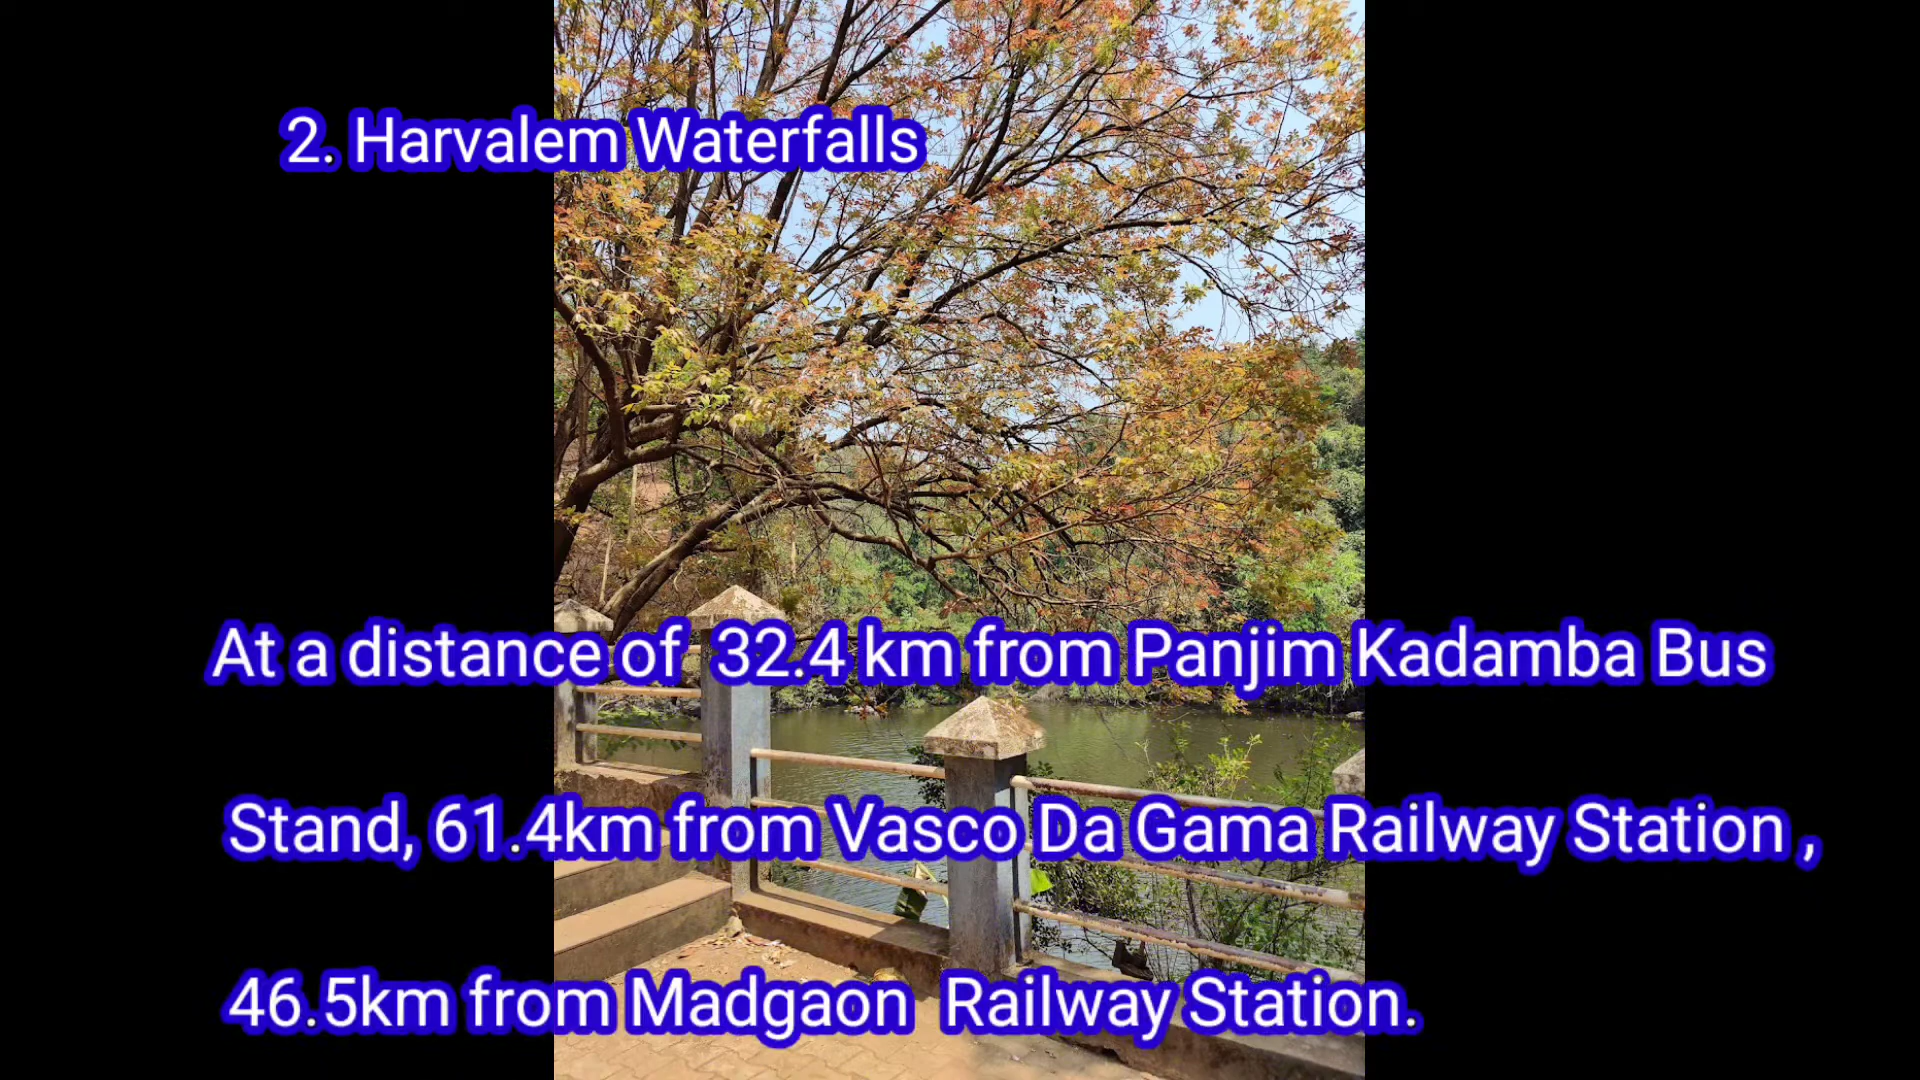 2. Harvalem Waterfalls
At a distance of 32.4 km from Panjim Kadamba Bus
Stand, 61.4km from Vasco Da Gama Railway Station ,
46.5km from Madgaon Railway Station.